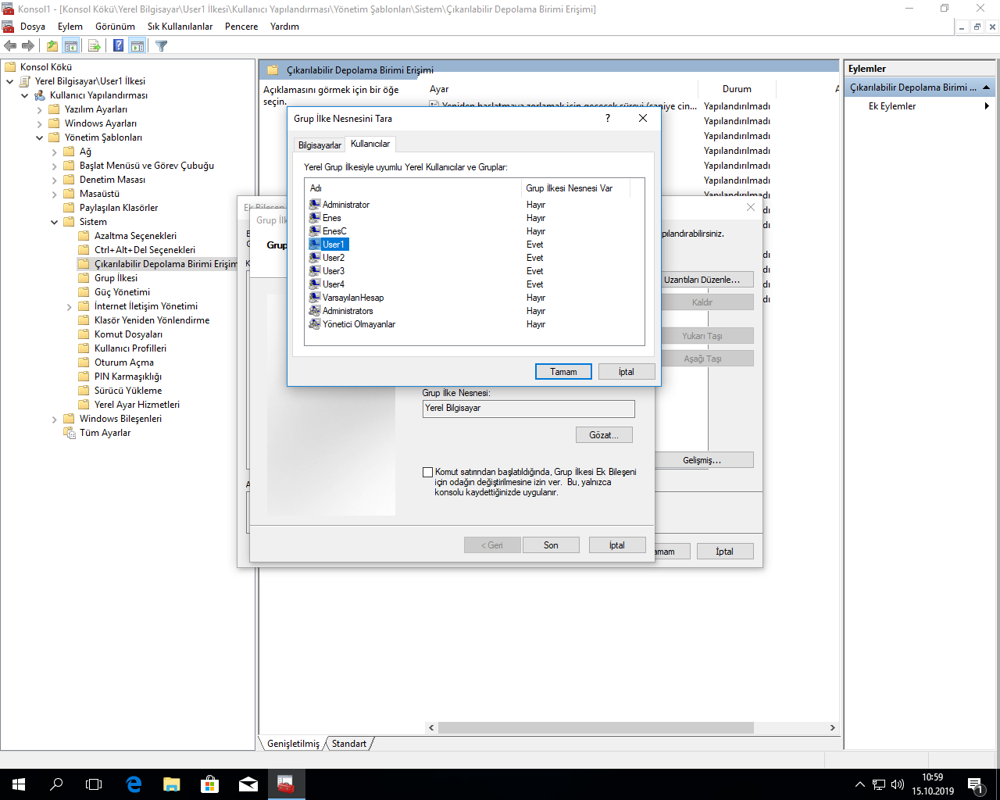 Konsol1 - [Konsol Kökü\Yerel Bilgisayar\User1 İlkesi\Kullanıcı Yapılandırması\Yönetim Şablonları\Sistem\Çıkarılabilir Depolama Birimi Erişimi]
Dosya Eylem Görünüm Sık Kullanılanlar Pencere Yardım
Konsol Kökü
Yerel Bilgisayar\User1 İlkesi
Kullanıcı Yapılandırması
Yazılım Ayarları
Windows Ayarları
Yönetim Şablonları
Ağ
Başlat Menüsü ve Görev Çubuğu
Denetim Masası
Masaüstü
Paylaşılan Klasörler
Sistem
Azaltma Seçenekleri
Ctrl+Alt+Del Seçenekleri
Çıkarılabilir Depolama Birimi Erişim
Grup İlkesi
Güç Yönetimi
İnternet İletişim Yönetimi
Klasör Yeniden Yönlendirme
Komut Dosyaları
Kullanıcı Profilleri
Oturum Açma
PIN Karmaşıklığı
Sürücü Yükleme
Yerel Ayar Hizmetleri
Windows Bileşenleri
Tüm Ayarlar
Çıkarılabilir Depolama Birimi Erişimi
Açıklamasını görmek için bir öğe
seçin.
Ayar Durum A
Yeniden başlatmaya zorlamak için geçecek süreyi (saniye cin... Yapılandırılmadı
Yapılandırılmadı
Yapılandırılmadı
Yapılandırılmadı
Yapılandırılmadı
Yapılandırılmadı
Yapılandırılmadı
Grup İlke Nesnesini Tara
?
Bilgisayarlar Kullanıcılar
Yerel Grup İlkesiyle uyumlu Yerel Kullanıcılar ve Gruplar:
Adı Grup İlkesi Nesnesi Var
Administrator Hayır
Enes Hayır
EnesC Hayır
User1 Evet
User2 Evet
User3 Evet
User4 Evet
VarsayılanHesap Hayır
Administrators Hayır
Yönetici Olmayanlar Hayır
Tamam İptal
Ek Bileşen
Grup İlk
Grup
pılandırabilirsiniz.
Uzantıları Düzenle...
Kaldır
Yukarı Taşı
Aşağı Taşı
Gelişmiş...
Grup İlke Nesnesi:
Yerel Bilgisayar
Gözat...
Komut satırından başlatıldığında, Grup İlkesi Ek Bileşeni
için odağın değiştirilmesine izin ver. Bu, yalnızca
konsolu kaydettiğinizde uygulanır.
< Geri Son İptal
amam İptal
Genişletilmiş Standart
Eylemler
Çıkarılabilir Depolama Birimi ...
Ek Eylemler
10:59
15.10.2019
1